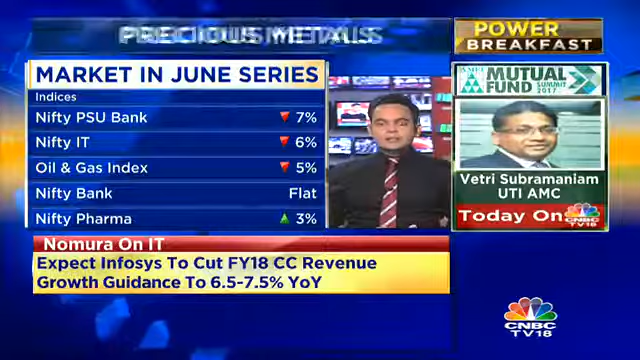 PRECIOUS METALS
POWER
BREAKFAST
MARKET IN JUNE SERIES
Indices
Nifty PSU Bank 7%
Nifty IT 6%
Oil & Gas Index 5%
Nifty Bank Flat
Nifty Pharma 3%
MUTUAL
FUND SUMMIT
2017
Vetri Subramaniam
UTI AMC
Today On
CNBC
TV18
Nomura On IT
Expect Infosys To Cut FY18 CC Revenue
Growth Guidance To 6.5-7.5% YoY
CNBC
TV18